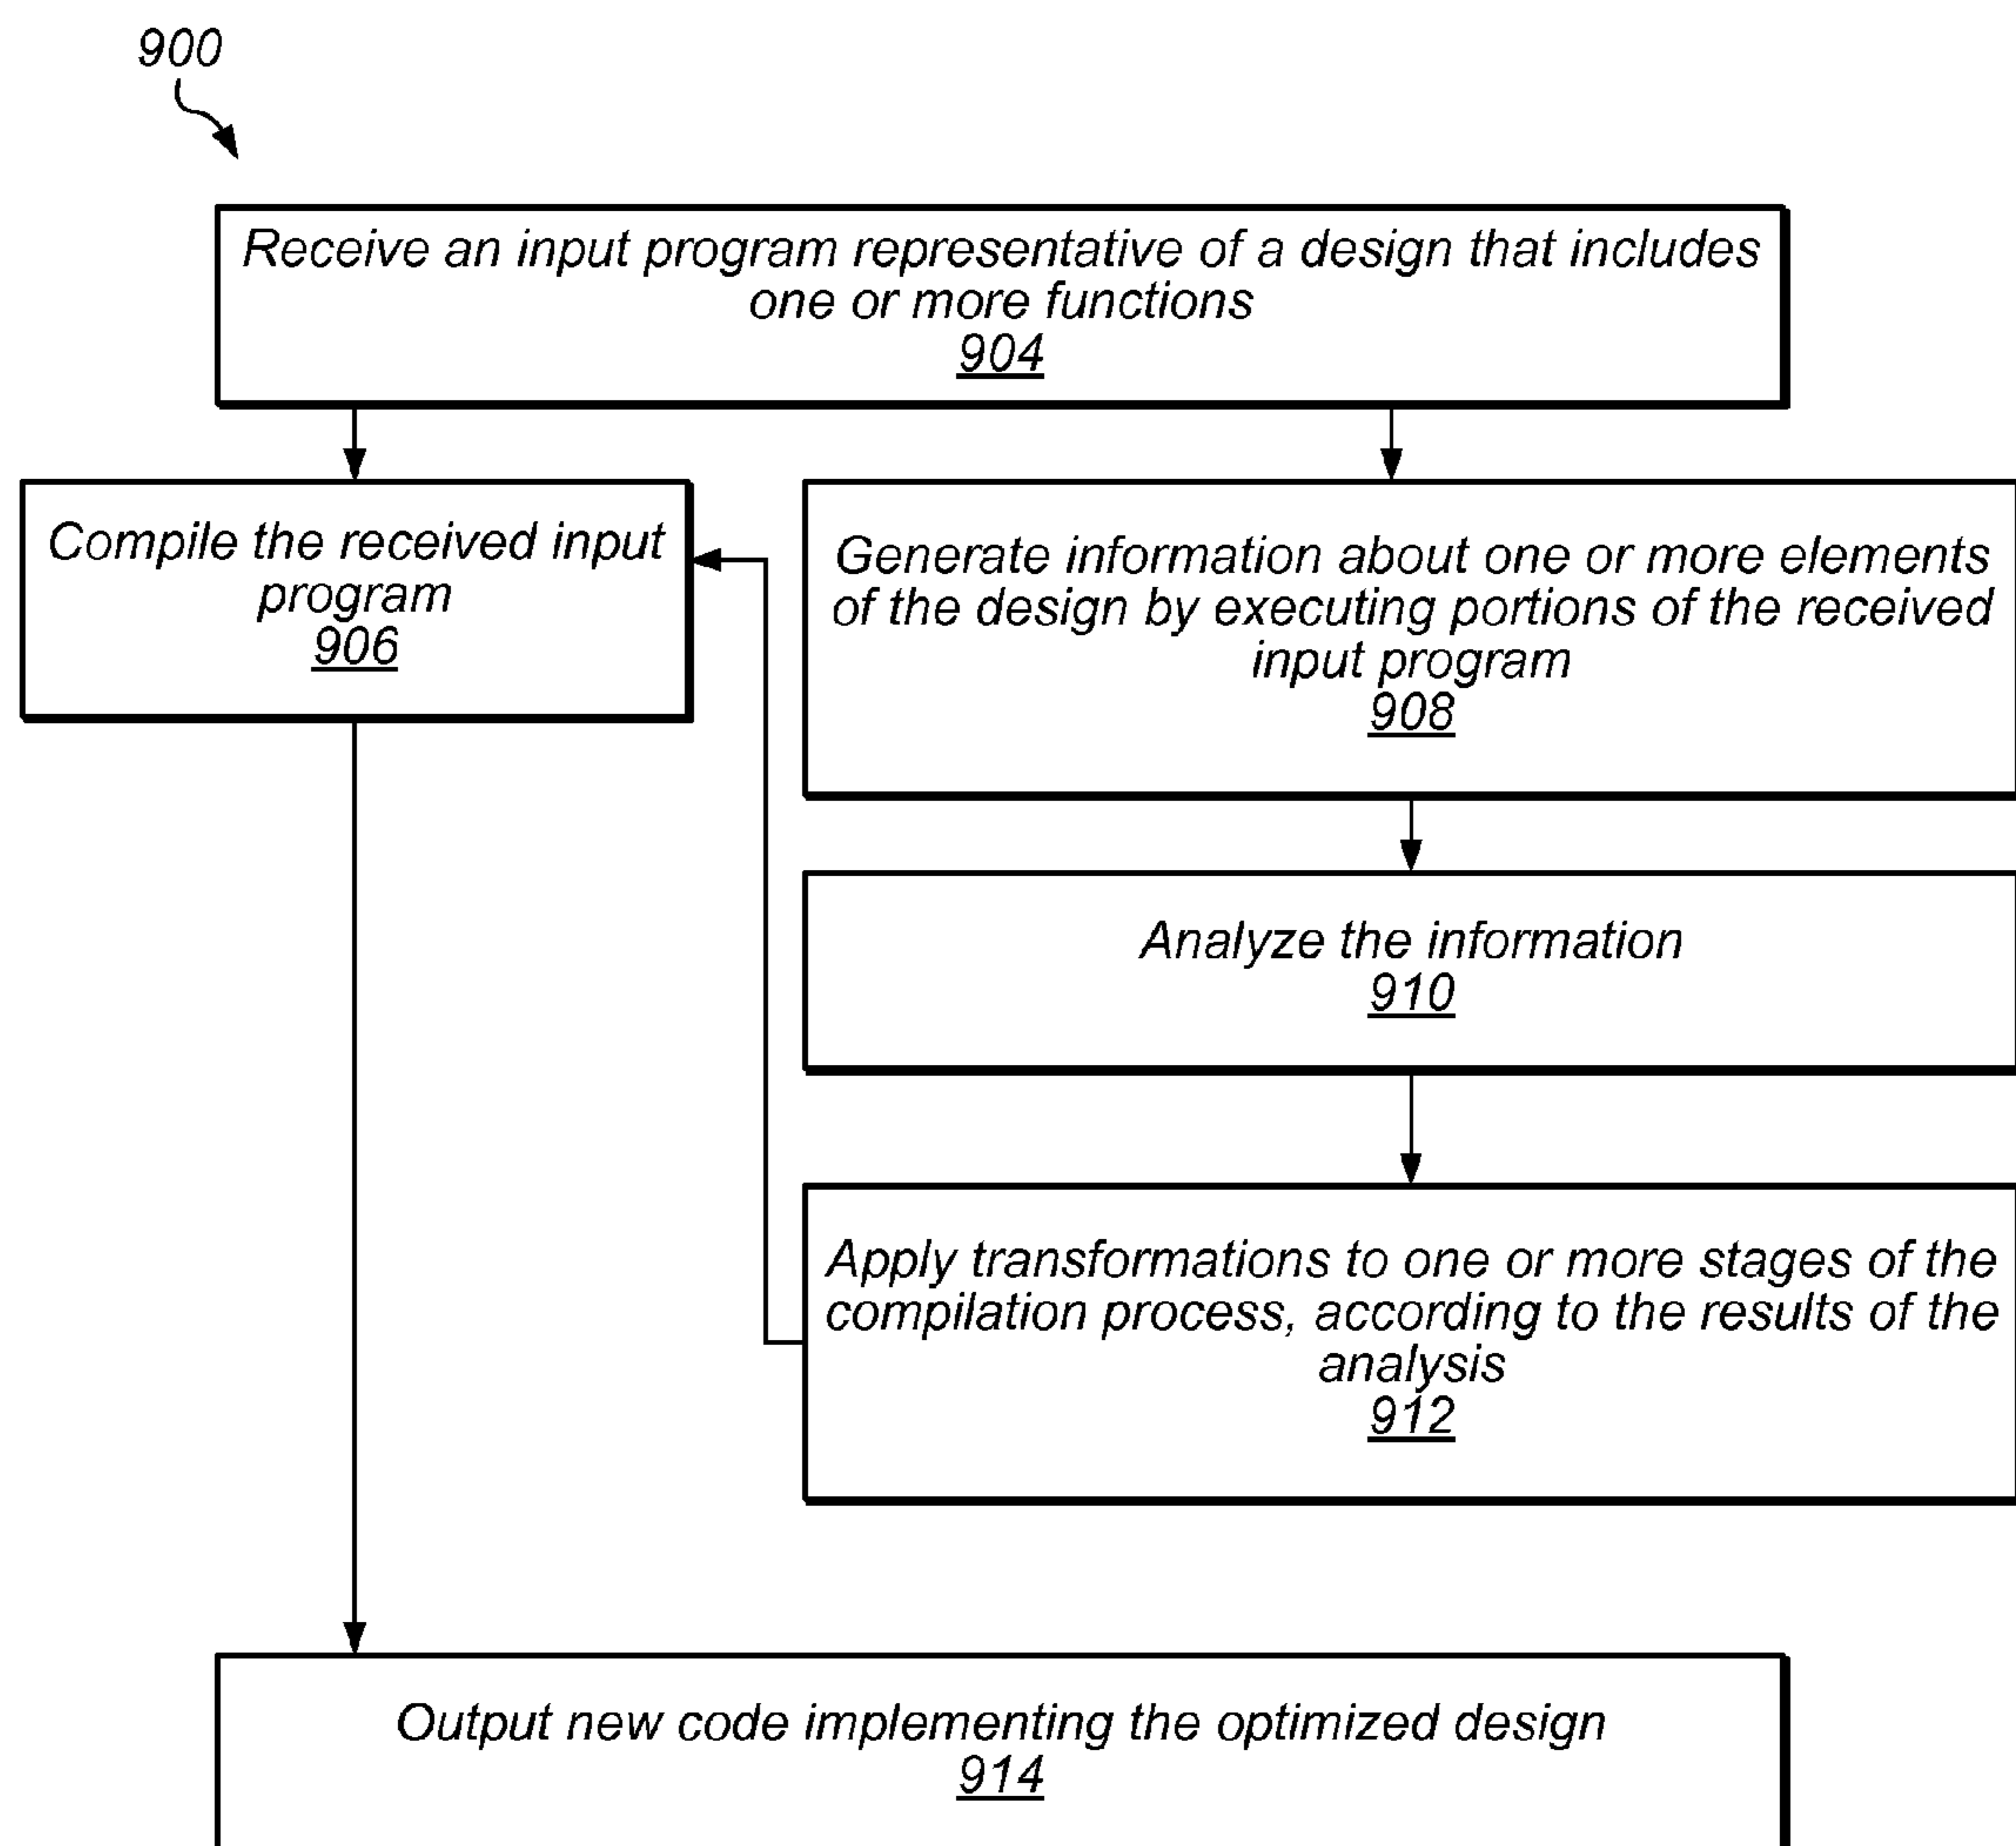 900
Receive an input program representative of a design that includes
one or more functions
904
Compile the received input
program
906
Generate information about one or more elements
of the design by executing portions of the received
input program
908
Analyze the information
910
Apply transformations to one or more stages of the
compilation process, according to the results of the
analysis
912
Output new code implementing the optimized design
914